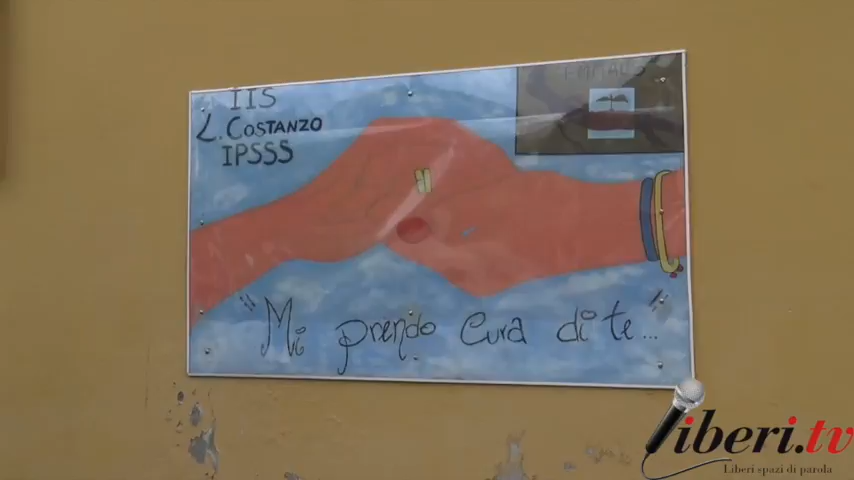 IIS
L. COSTANZO
IPSSS
"Mi prendo cura di te..."
liberi.tv
Liberi spazi di parola